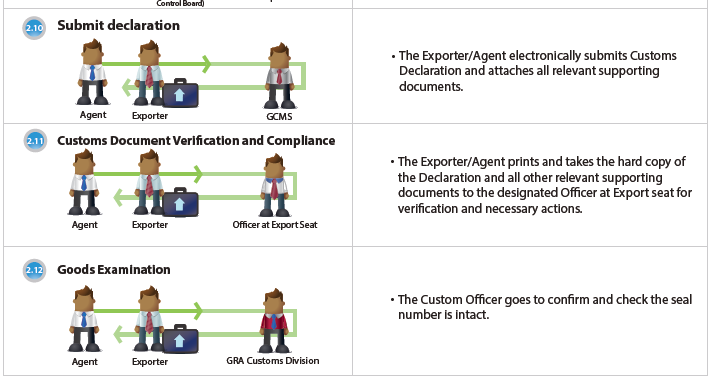 Control Board)
2.10 Submit declaration
Agent Exporter GCMS
• The Exporter/Agent electronically submits Customs
Declaration and attaches all relevant supporting
documents.
2.11 Customs Document Verification and Compliance
Agent Exporter Officer at Export Seat
• The Exporter/Agent prints and takes the hard copy of
the Declaration and all other relevant supporting
documents to the designated Officer at Export seat for
verification and necessary actions.
2.12 Goods Examination
Agent Exporter GRA Customs Division
• The Custom Officer goes to confirm and check the seal
number is intact.